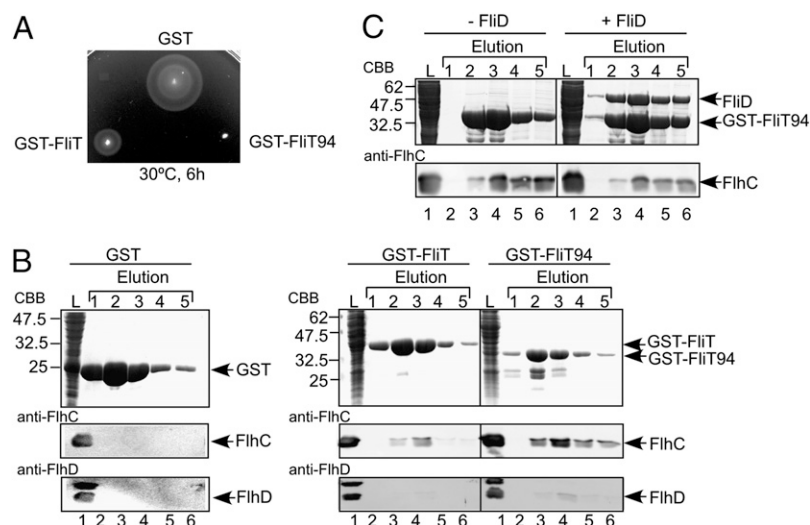 A
GST
GST-FliT
GST-FliT94
30ºC, 6h
C
- FliD
+ FliD
Elution
Elution
CBB
L 1 2 3 4 5
L 1 2 3 4 5
62
47.5
32.5
FliD
GST-FliT94
anti-FlhC
FlhC
1 2 3 4 5 6
1 2 3 4 5 6
B
GST
Elution
CBB
L 1 2 3 4 5
47.5
32.5
25
GST
anti-FlhC
FlhC
anti-FlhD
FlhD
1 2 3 4 5 6
GST-FliT
GST-FliT94
Elution
Elution
CBB
L 1 2 3 4 5
L 1 2 3 4 5
62
47.5
32.5
25
GST-FliT
GST-FliT94
anti-FlhC
FlhC
anti-FlhD
FlhD
1 2 3 4 5 6
1 2 3 4 5 6